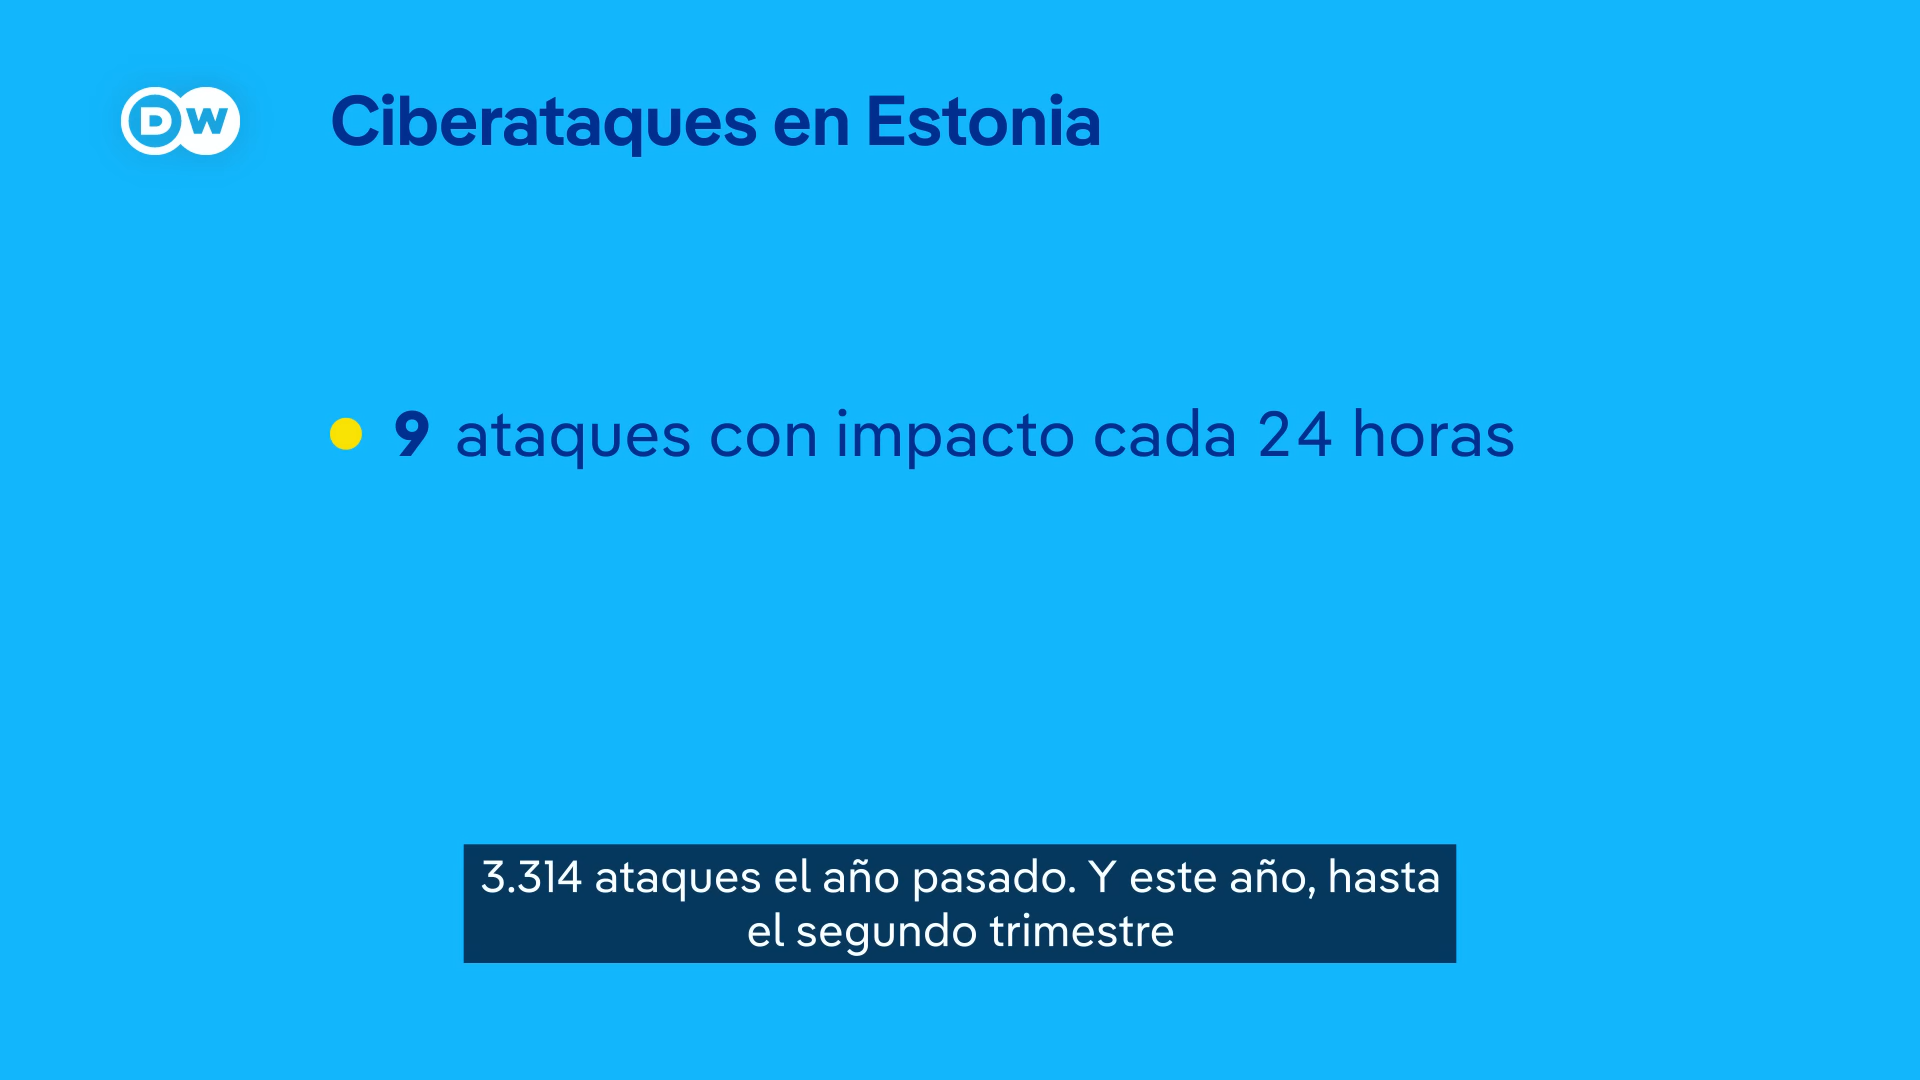 DW
Ciberataques en Estonia
9 ataques con impacto cada 24 horas
3.314 ataques el año pasado. Y este año, hasta
el segundo trimestre